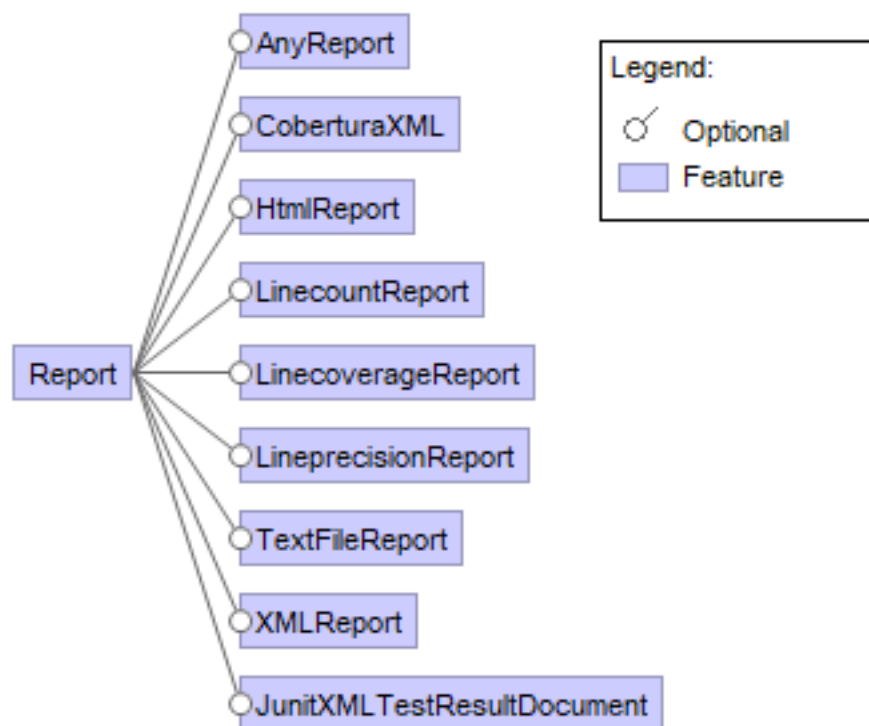 AnyReport
CoberturaXML
HtmlReport
LinecountReport
Report
LinecoverageReport
LineprecisionReport
TextFileReport
XMLReport
JunitXMLTestResultDocument
Legend:
Optional
Feature